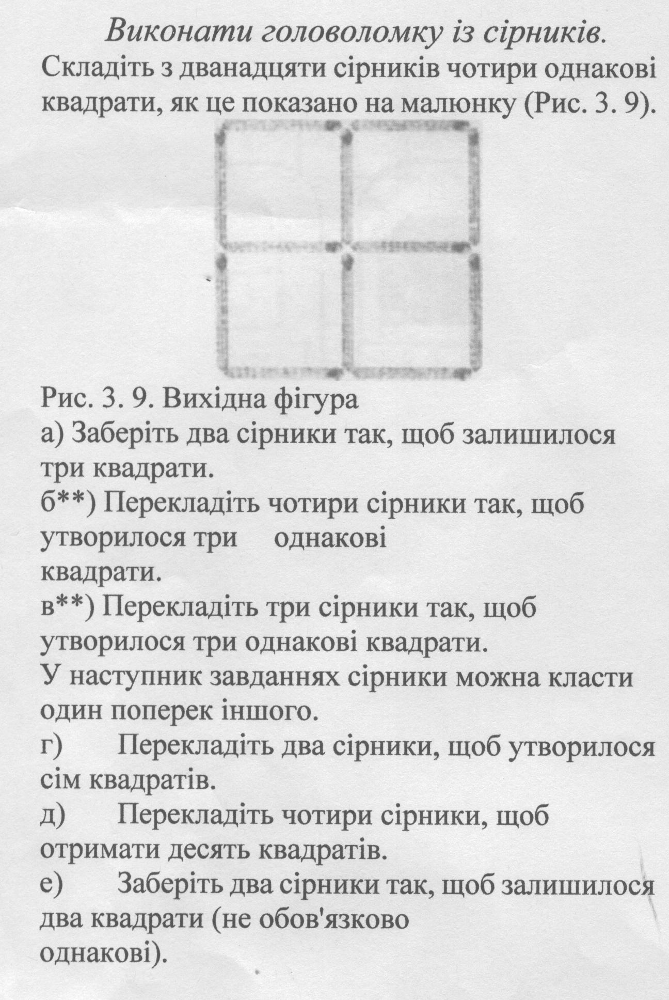 Виконати головоломку із сірників.
Складіть з дванадцяти сірників чотири однакові
квадрати, як це показано на малюнку (Рис. 3. 9).
Рис. 3. 9. Вихідна фігура
а) Заберіть два сірники так, щоб залишилося
три квадрати.
б**) Перекладіть чотири сірники так, щоб
утворилося три однакові
квадрати.
в**) Перекладіть три сірники так, щоб
утворилося три однакові квадрати.
У наступник завданнях сірники можна класти
один поперек іншого.
г) Перекладіть два сірники, щоб утворилося
сім квадратів.
д) Перекладіть чотири сірники, щоб
отримати десять квадратів.
е) Заберіть два сірники так, щоб залишилося
два квадрати (не обов'язково
однакові).